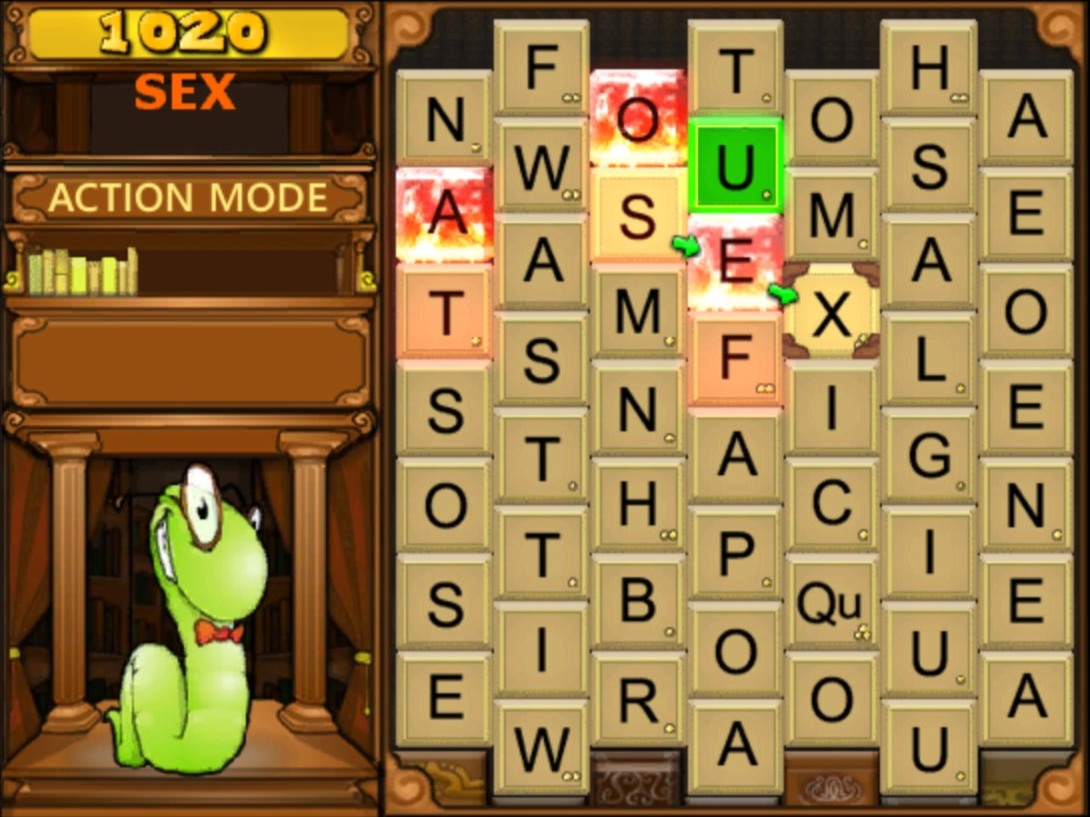 1020
SEX
ACTION MODE
F T H
N O O A
W U S
A S M E
A E A
T M X O
S F L
S N I E
T A G
O H C N
T P I
S B Qu E
I O U
E R O A
W A U